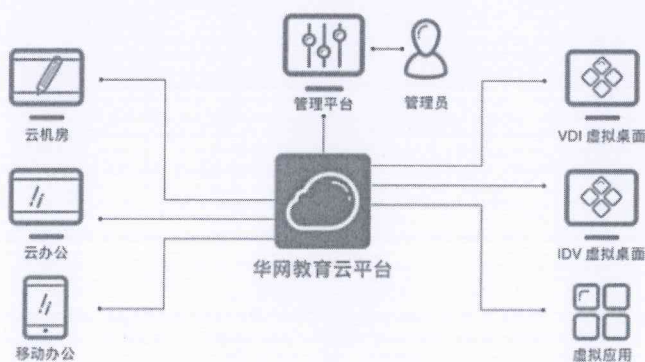 管理平台
管理员
云机房
VDI 虚拟桌面
云办公
IDV 虚拟桌面
华网教育云平台
移动办公
虚拟应用